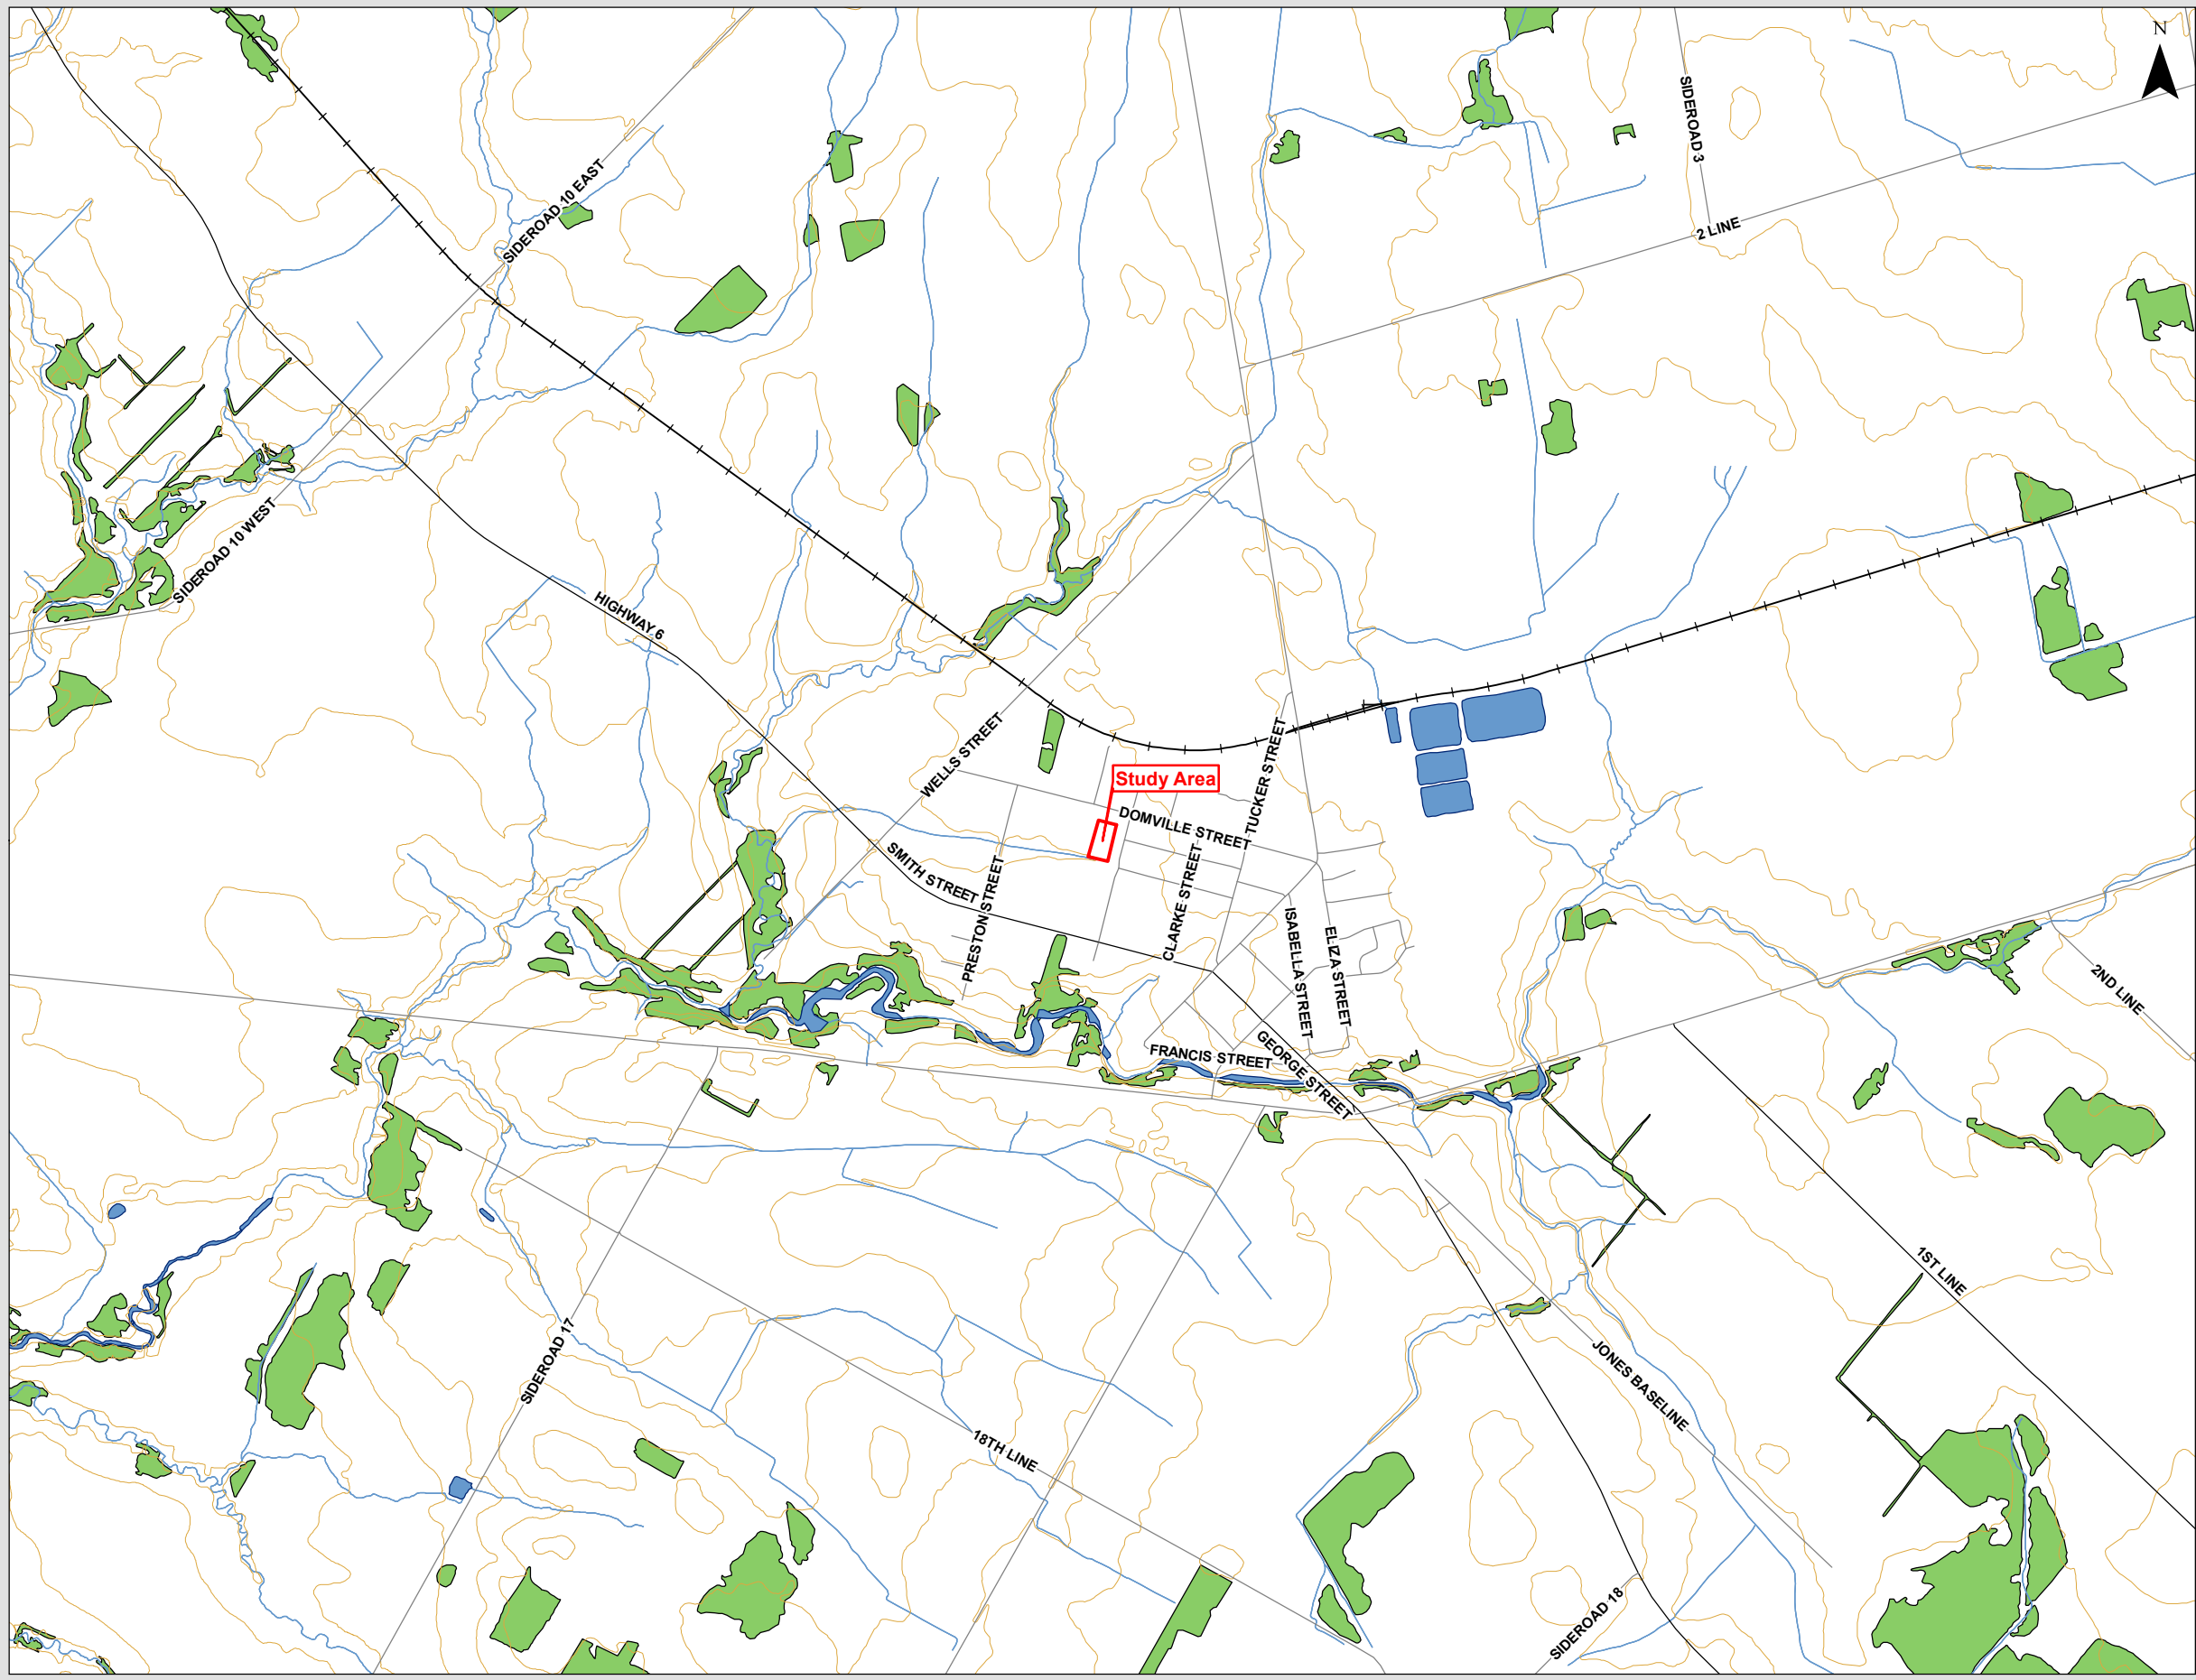 N
SIDEROAD 3
SIDEROAD 10 EAST
2 LINE
SIDEROAD 10 WEST
HIGHWAY 6
WELLS STREET
TUCKER STREET
Study Area
DOMVILLE STREET
SMITH STREET
PRESTON STREET
CLARKE STREET
ISABELLA STREET
ELIZA STREET
2ND LINE
FRANCIS STREET
GEORGE STREET
1ST LINE
SIDEROAD 17
JONES BASELINE
18TH LINE
SIDEROAD 18